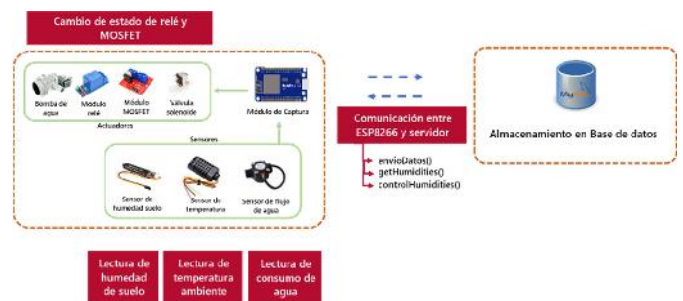 Cambio de estado de relé y
MOSFET
Bomba de
agua
Módulo
relé
Módulo
MOSFET
Válvula
solenoide
Actuadores
Módulo de Captura
Sensores
Sensor de
humedad suelo
Sensor de
temperatura
Sensor de flujo
de agua
Comunicación entre
ESP8266 y servidor
envioDatos()
getHumidities()
controlHumidities()
My
Almacenamiento en Base de datos
Lectura de
humedad
de suelo
Lectura de
temperatura
ambiente
Lectura de
consumo de
agua